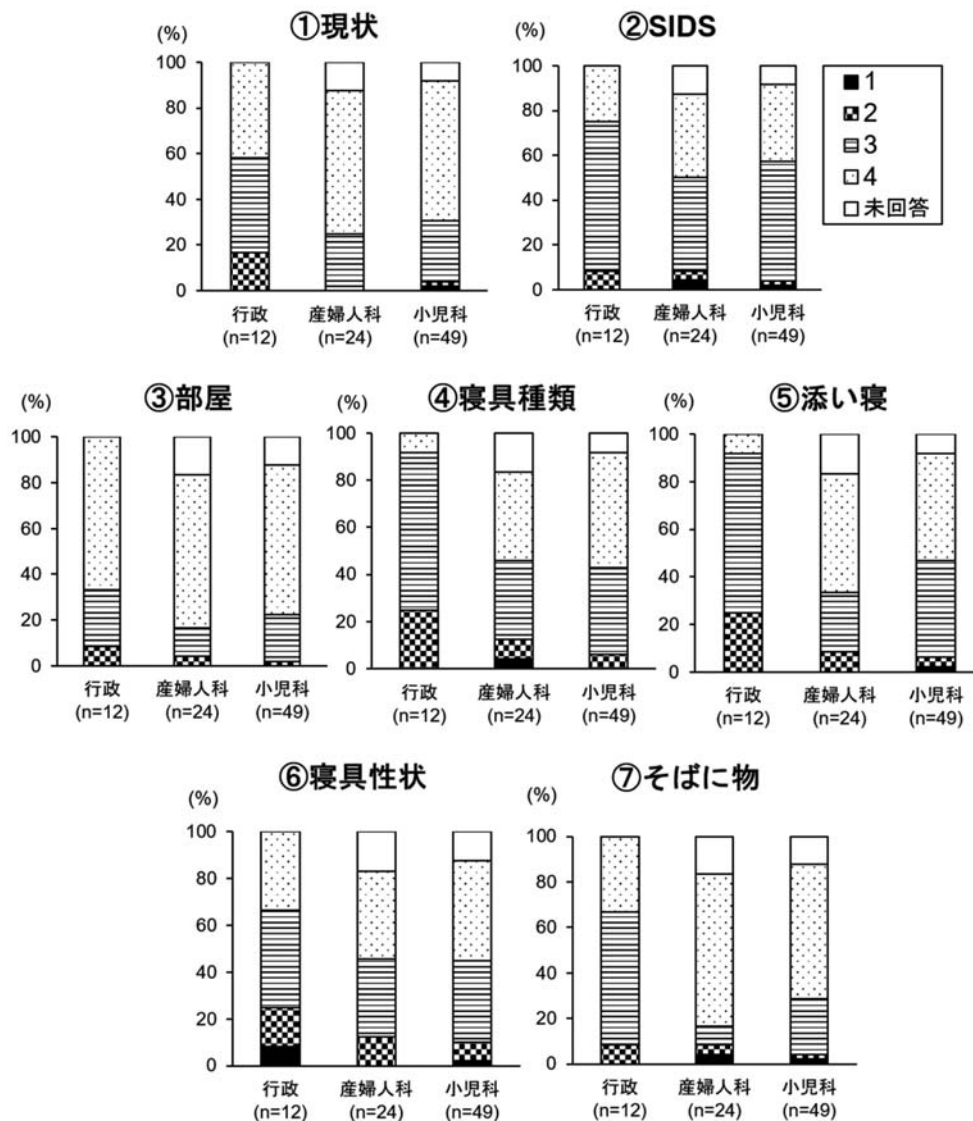 ①現状
(%)
100
80
60
40
20
0
行政 産婦人科 小児科
(n=12) (n=24) (n=49)
②SIDS
(%)
100
80
60
40
20
0
行政 産婦人科 小児科
(n=12) (n=24) (n=49)
1
2
3
4
未回答
③部屋
(%)
100
80
60
40
20
0
行政 産婦人科 小児科
(n=12) (n=24) (n=49)
④寝具種類
(%)
100
80
60
40
20
0
行政 産婦人科 小児科
(n=12) (n=24) (n=49)
⑤添い寝
(%)
100
80
60
40
20
0
行政 産婦人科 小児科
(n=12) (n=24) (n=49)
⑥寝具性状
(%)
100
80
60
40
20
0
行政 産婦人科 小児科
(n=12) (n=24) (n=49)
⑦そばに物
(%)
100
80
60
40
20
0
行政 産婦人科 小児科
(n=12) (n=24) (n=49)